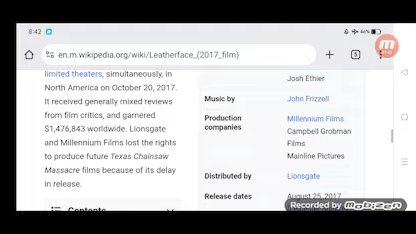 8:42
46%
en.m.wikipedia.org/wiki/Leatherface_(2017_film)
5
limited theaters, simultaneously, in
North America on October 20, 2017.
It received generally mixed reviews
from film critics, and garnered
$1,476,843 worldwide. Lionsgate
and Millennium Films lost the rights
to produce future Texas Chainsaw
Massacre films because of its delay
in release.
Contents
Josh Ethier
Music by John Frizzell
Production companies Millennium Films
Campbell Grobman Films
Mainline Pictures
Distributed by Lionsgate
Release dates August 25, 2017
Recorded by Mobizen